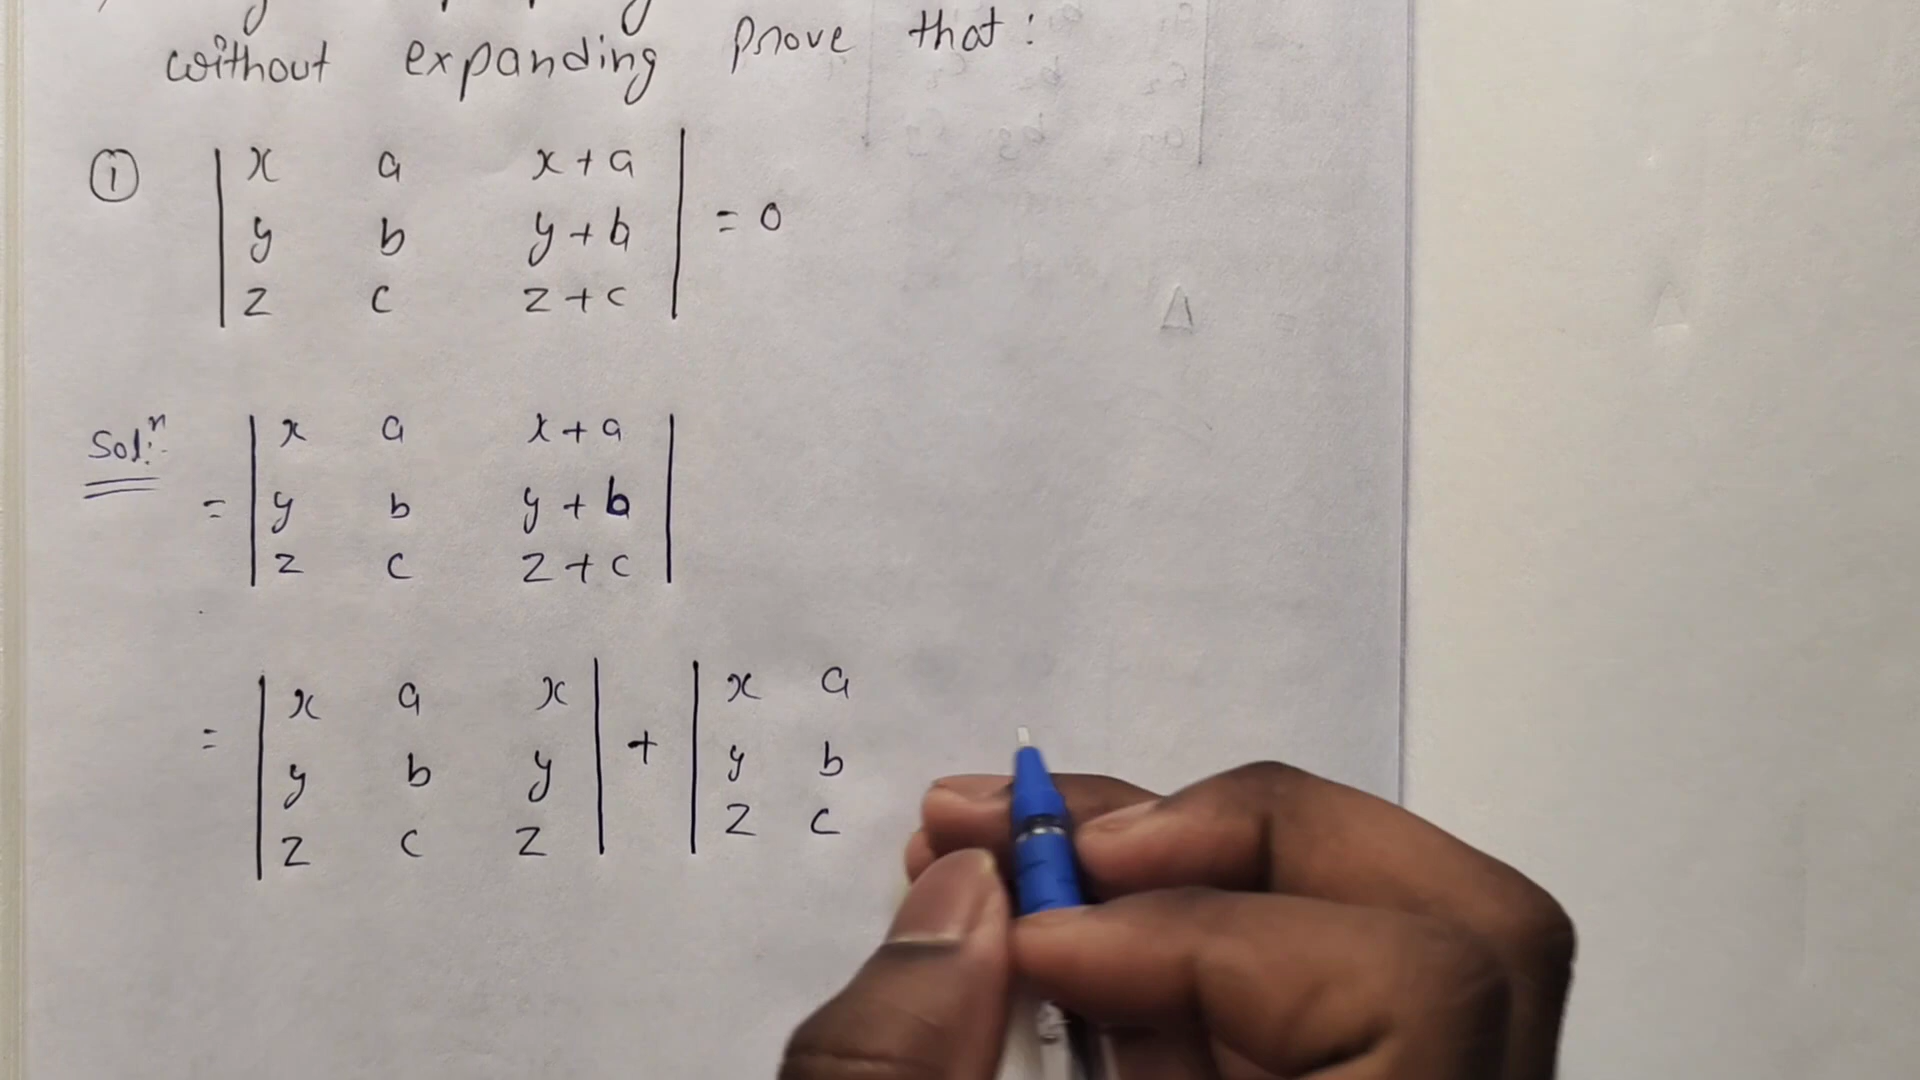 without expanding prove that :
① | x a x + a |
| y b y + b | = 0
| z c z + c |
Sol:ⁿ | x a x + a |
= | y b y + b |
| z c z + c |
| x a x | | x a
= | y b y | + | y b
| z c z | | z c